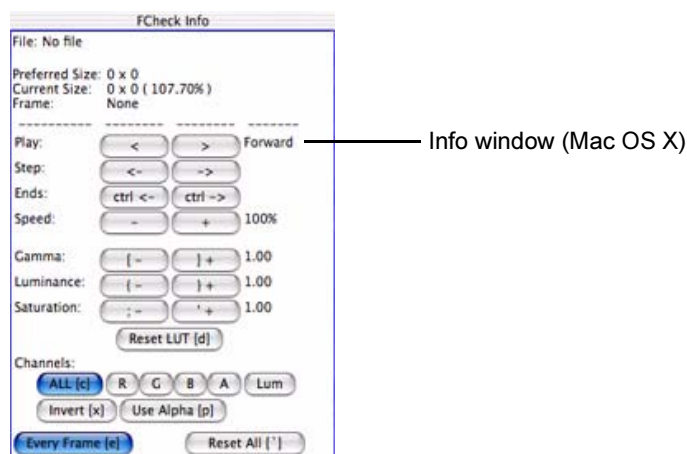 FCheck Info
File: No file
Preferred Size: 0 x 0
Current Size: 0 x 0 ( 107.70% )
Frame: None
---------- -------- -------- -------
Play: < > Forward
Info window (Mac OS X)
Step: <- ->
Ends: ctrl <- ctrl ->
Speed: - + 100%
Gamma: [ - ] + 1.00
Luminance: { - } + 1.00
Saturation: ; - ' + 1.00
Reset LUT [d]
Channels:
ALL [c] R G B A Lum
Invert [x] Use Alpha [p]
Every Frame [e] Reset All [`]